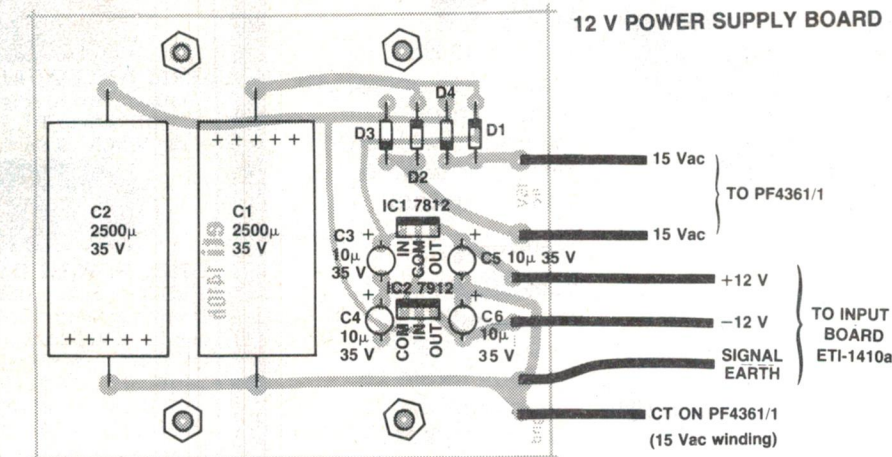 12 V POWER SUPPLY BOARD
D4
D3
D1
D2
15 Vac
TO PF4361/1
15 Vac
IC1 7812
C2
2500μ
35 V
+ + + + +
+ + + + +
C1
2500μ
35 V
C3
10μ
35 V
+
IN
COM
OUT
+
C5 10μ 35 V
+12 V
IC2 7912
C4
10μ
35 V
+
COM
IN
OUT
+
C6
10μ
35 V
−12 V
TO INPUT
BOARD
ETI-1410a
SIGNAL
EARTH
CT ON PF4361/1
(15 Vac winding)